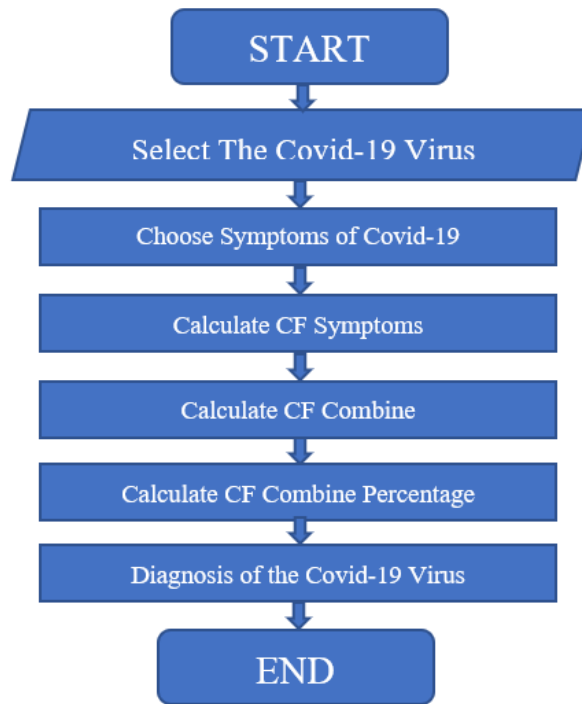 START
Select The Covid-19 Virus
Choose Symptoms of Covid-19
Calculate CF Symptoms
Calculate CF Combine
Calculate CF Combine Percentage
Diagnosis of the Covid-19 Virus
END